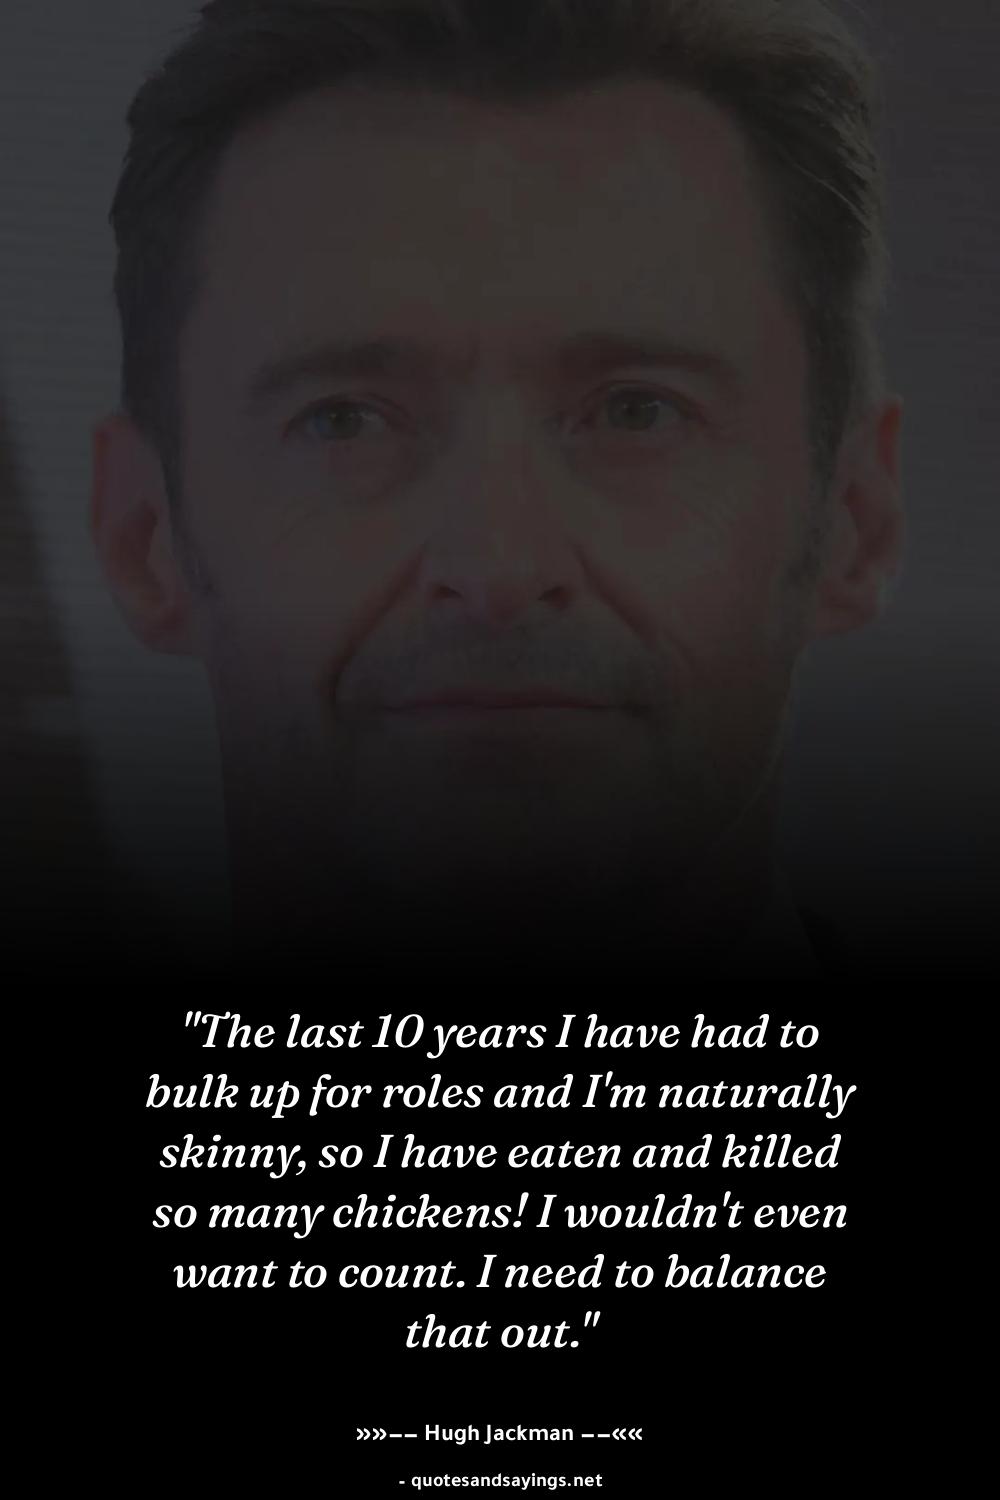 "The last 10 years I have had to
bulk up for roles and I'm naturally
skinny, so I have eaten and killed
so many chickens! I wouldn't even
want to count. I need to balance
that out."
»»−− Hugh Jackman −−««
- quotesandsayings.net